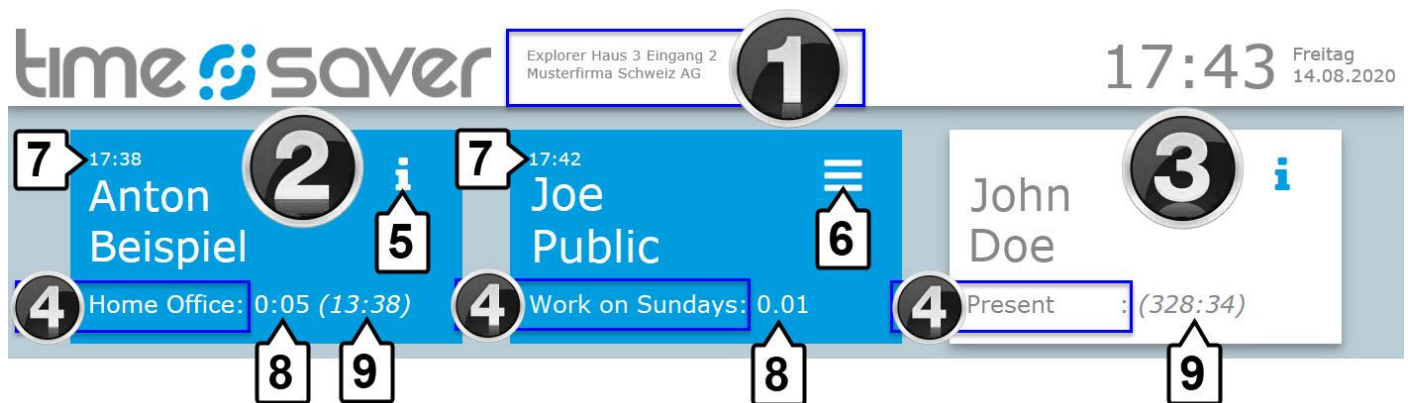 time saver
Explorer Haus 3 Eingang 2
Musterfirma Schweiz AG
1
17:43
Freitag
14.08.2020
7
17:38
2
i
Anton
Beispiel
5
4
Home Office: 0:05 (13:38)
8
9
7
17:42
Joe
Public
6
4
Work on Sundays: 0.01
8
3
i
John
Doe
4
Present : (328:34)
9